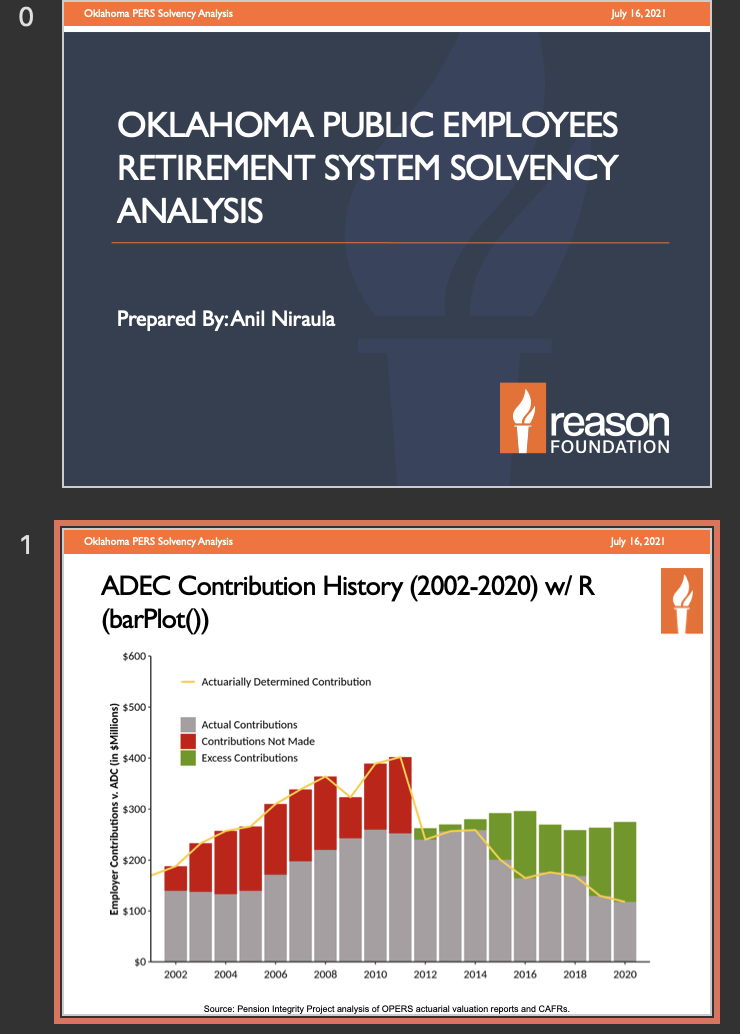 0
Oklahoma PERS Solvency Analysis
July 16, 2021
OKLAHOMA PUBLIC EMPLOYEES
RETIREMENT SYSTEM SOLVENCY
ANALYSIS
Prepared By: Anil Niraula
reason
FOUNDATION
1
Oklahoma PERS Solvency Analysis
July 16, 2021
ADEC Contribution History (2002-2020) w/ R
(barPlot())
Employer Contributions v. ADC (in $Millions)
$600
$500
$400
$300
$200
$100
$0
Actuarially Determined Contribution
Actual Contributions
Contributions Not Made
Excess Contributions
2002 2004 2006 2008 2010 2012 2014 2016 2018 2020
Source: Pension Integrity Project analysis of OPERS actuarial valuation reports and CAFRs.